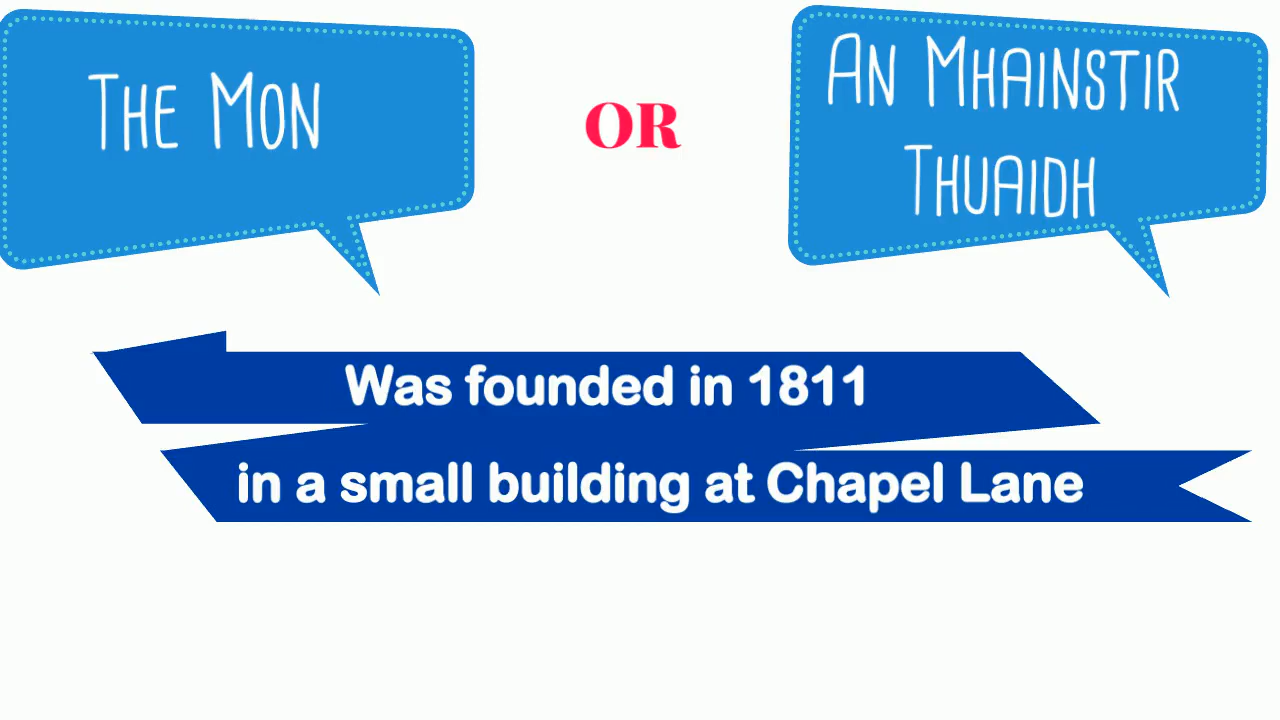 The Mon
OR
An Mhainstir
Thuaidh
Was founded in 1811
in a small building at Chapel Lane